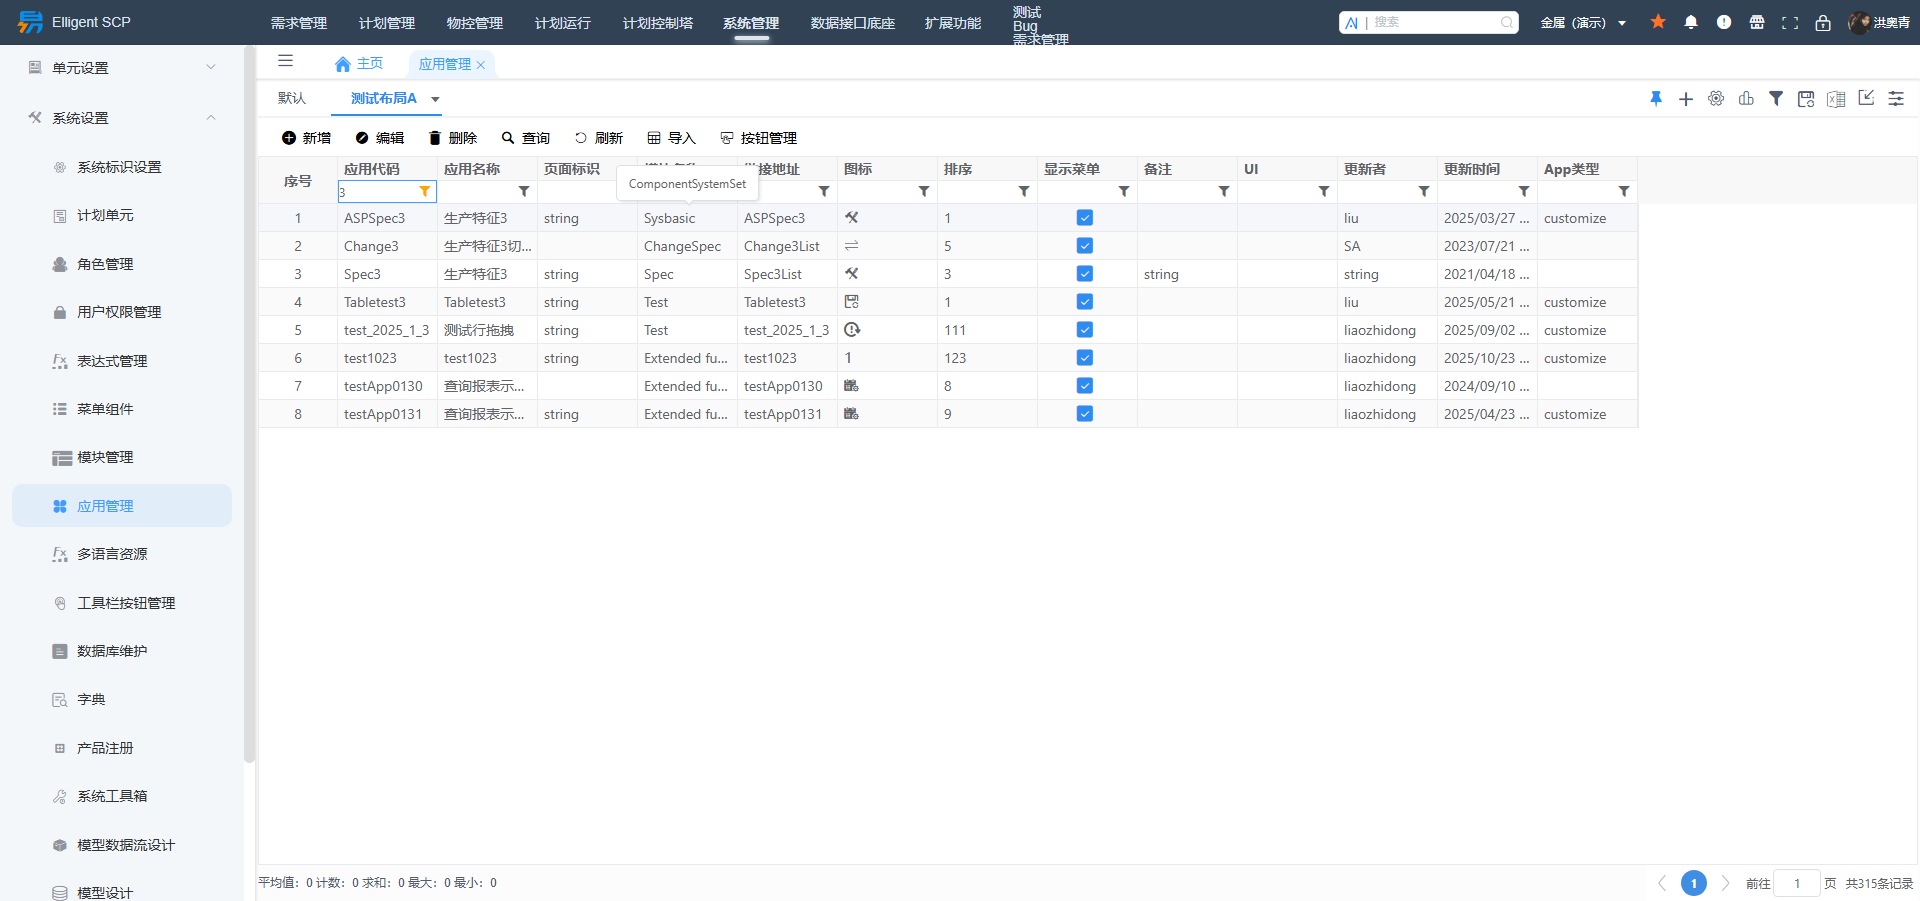 Elligent SCP
需求管理 计划管理 物控管理 计划运行 计划控制塔 系统管理 数据接口底座 扩展功能
测试
Bug
需求管理
AI | 搜索
金属（演示）
洪奥青
单元设置
系统设置
系统标识设置
计划单元
角色管理
用户权限管理
表达式管理
菜单组件
模块管理
应用管理
多语言资源
工具栏按钮管理
数据库维护
字典
产品注册
系统工具箱
模型数据流设计
模型设计
主页 应用管理
默认 测试布局A
新增 编辑 删除 查询 刷新 导入 按钮管理
序号 应用代码 应用名称 页面标识 接地址 图标 排序 显示菜单 备注 UI 更新者 更新时间 App类型
3
ComponentSystemSet
1 ASPSpec3 生产特征3 string Sysbasic ASPSpec3 1 liu 2025/03/27 ... customize
2 Change3 生产特征3切... ChangeSpec Change3List 5 SA 2023/07/21 ...
3 Spec3 生产特征3 string Spec Spec3List 3 string string 2021/04/18 ...
4 Tabletest3 Tabletest3 string Test Tabletest3 1 liu 2025/05/21 ... customize
5 test_2025_1_3 测试行拖拽 string Test test_2025_1_3 111 liaozhidong 2025/09/02 ... customize
6 test1023 test1023 string Extended fu... test1023 1 123 liaozhidong 2025/10/23 ... customize
7 testApp0130 查询报表示... Extended fu... testApp0130 8 liaozhidong 2024/09/10 ...
8 testApp0131 查询报表示... string Extended fu... testApp0131 9 liaozhidong 2025/04/23 ... customize
平均值：0 计数：0 求和：0 最大：0 最小：0
1 前往 1 页 共315条记录